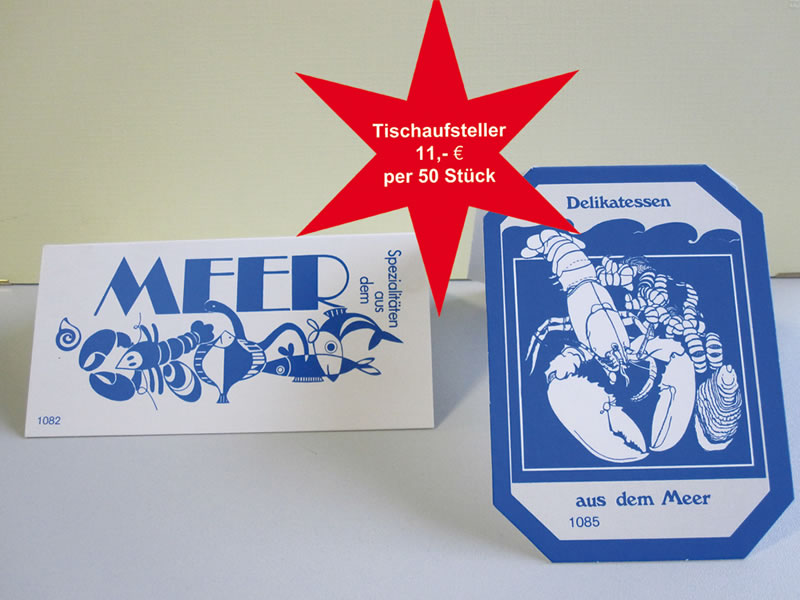 Tischaufsteller
11,- €
per 50 Stück
MEER
Spezialitäten
aus
dem
1082
Delikatessen
aus dem Meer
1085